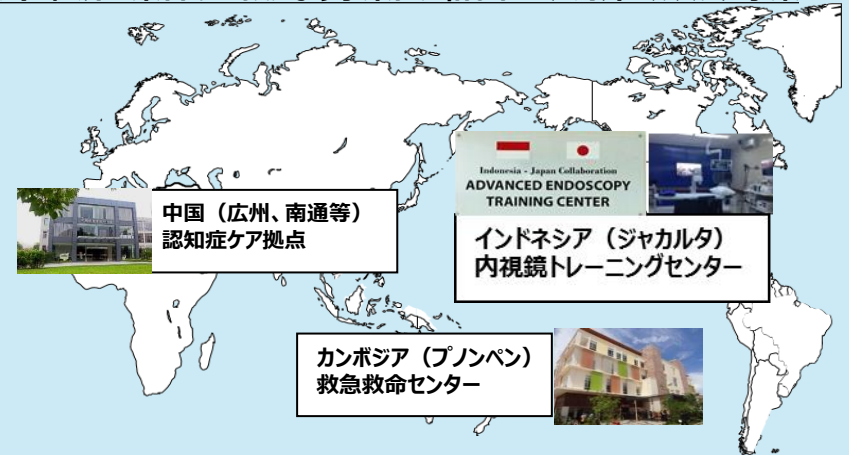 Indonesia - Japan Collaboration
ADVANCED ENDOSCOPY
TRAINING CENTER
中国（広州、南通等）
認知症ケア拠点
インドネシア（ジャカルタ）
内視鏡トレーニングセンター
カンボジア（プノンペン）
救急救命センター